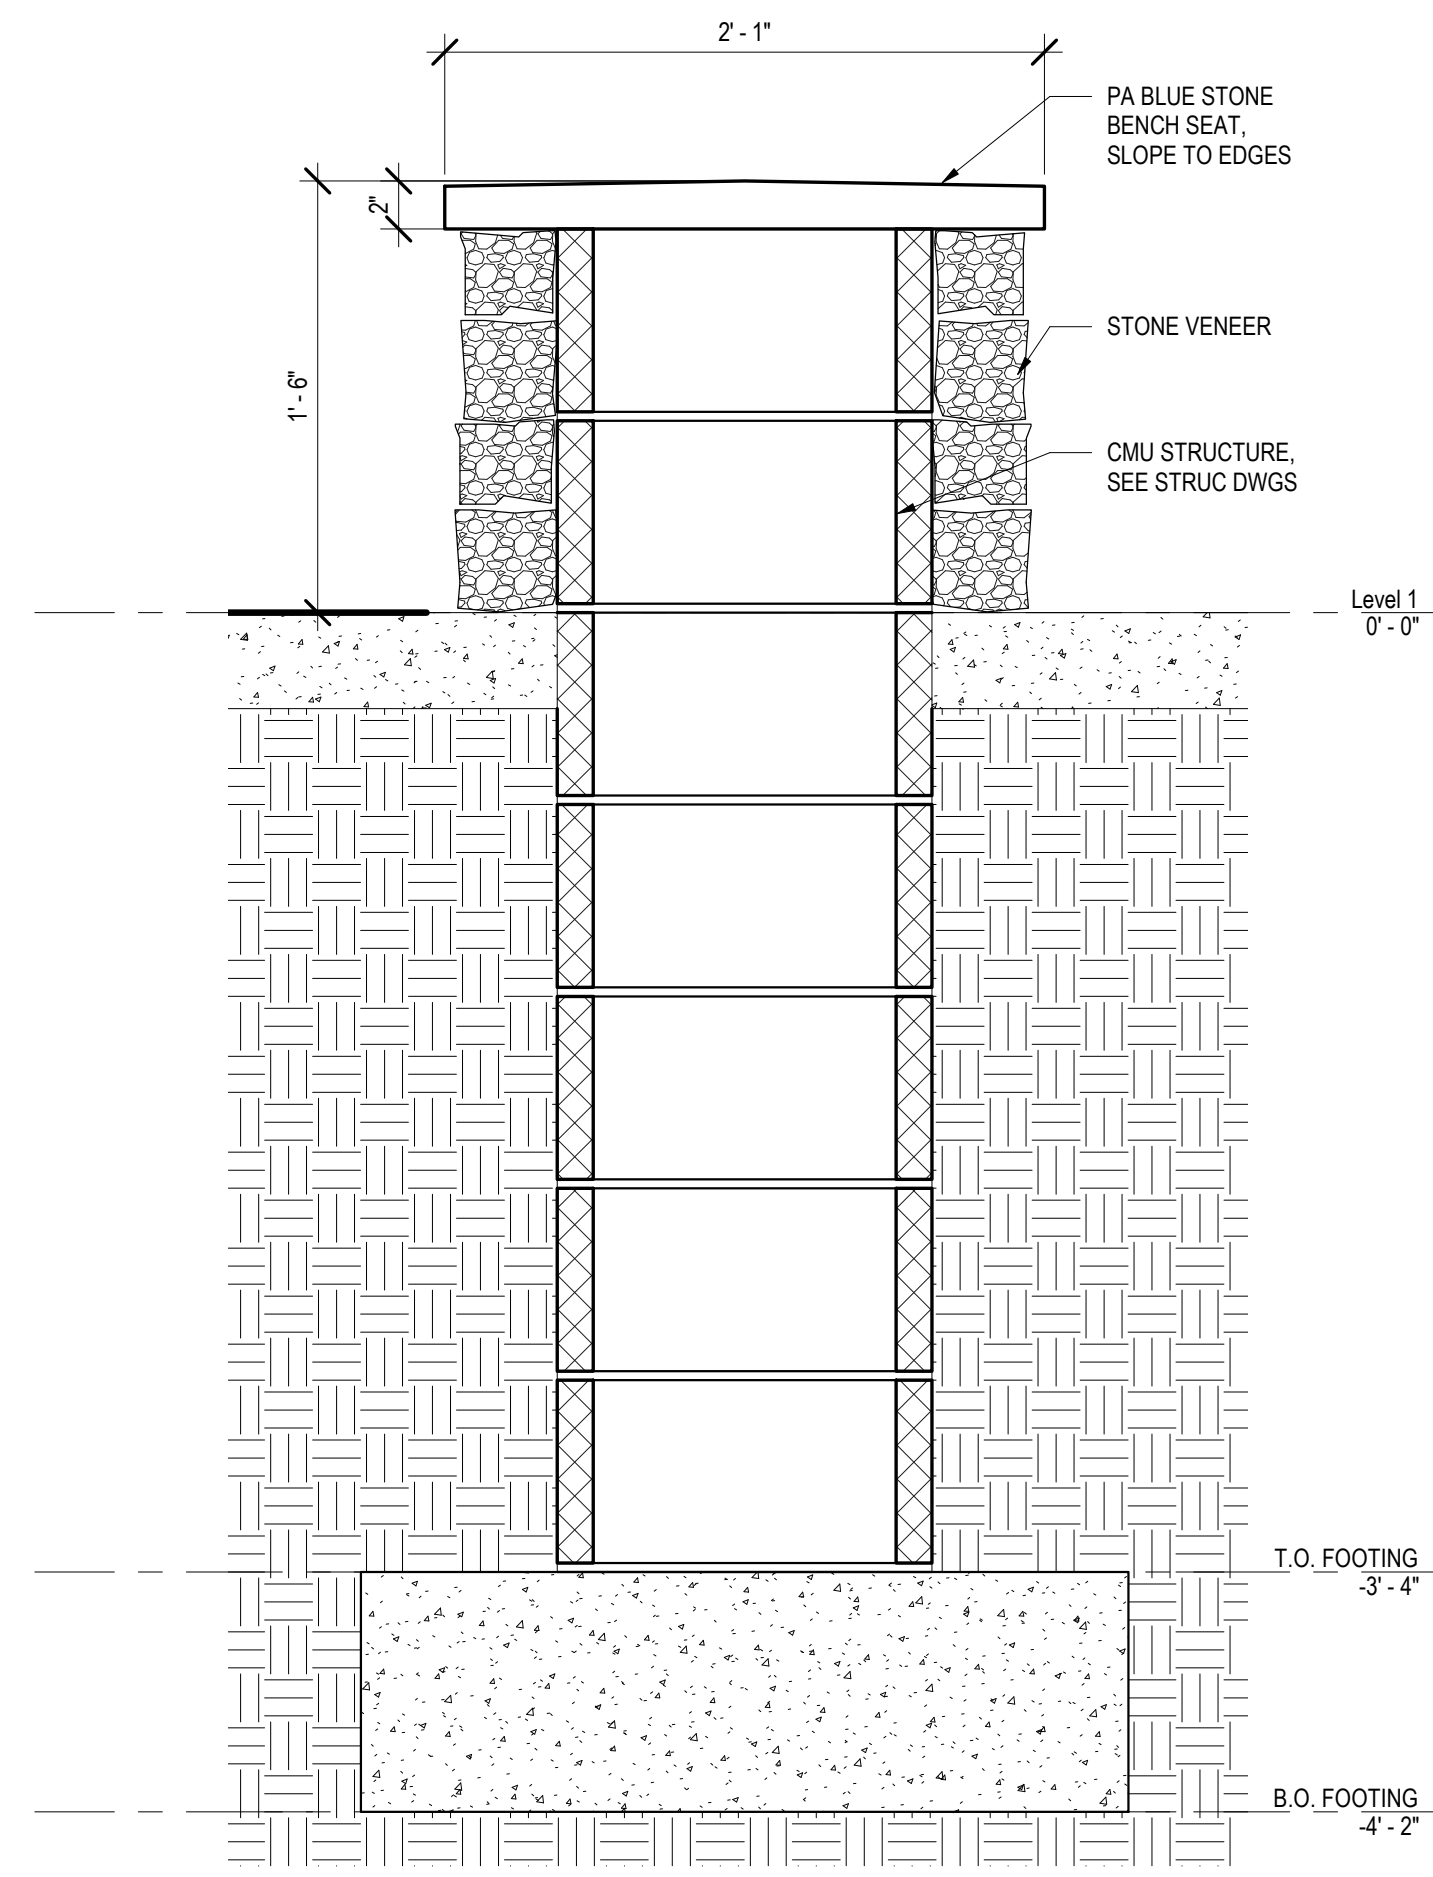 2' - 1"
PA BLUE STONE
BENCH SEAT,
SLOPE TO EDGES
2"
STONE VENEER
1' - 6"
CMU STRUCTURE,
SEE STRUC DWGS
Level 1
0' - 0"
T.O. FOOTING
-3' - 4"
B.O. FOOTING
-4' - 2"